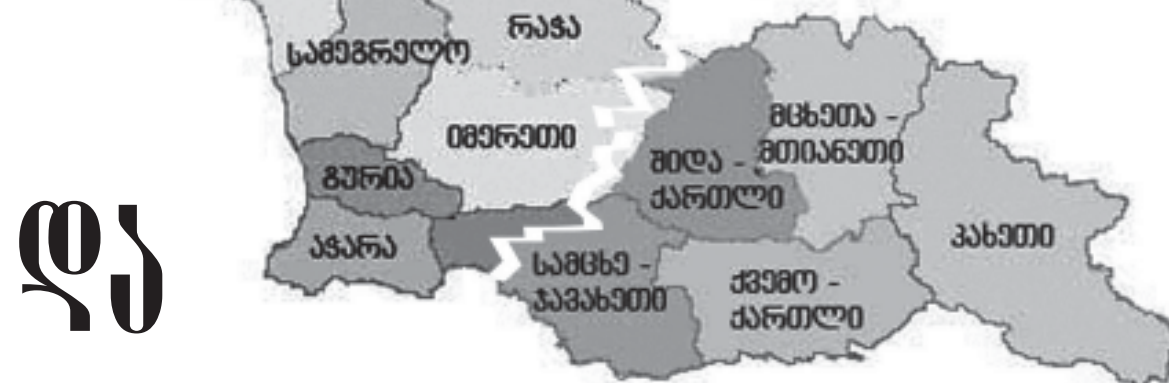 რაჭა
სამეგრელო
იმერეთი
გურია
აჭარა
მცხეთა -
მთიანეთი
შიდა -
ქართლი
კახეთი
სამცხე -
ჯავახეთი
ქვემო -
ქართლი
და